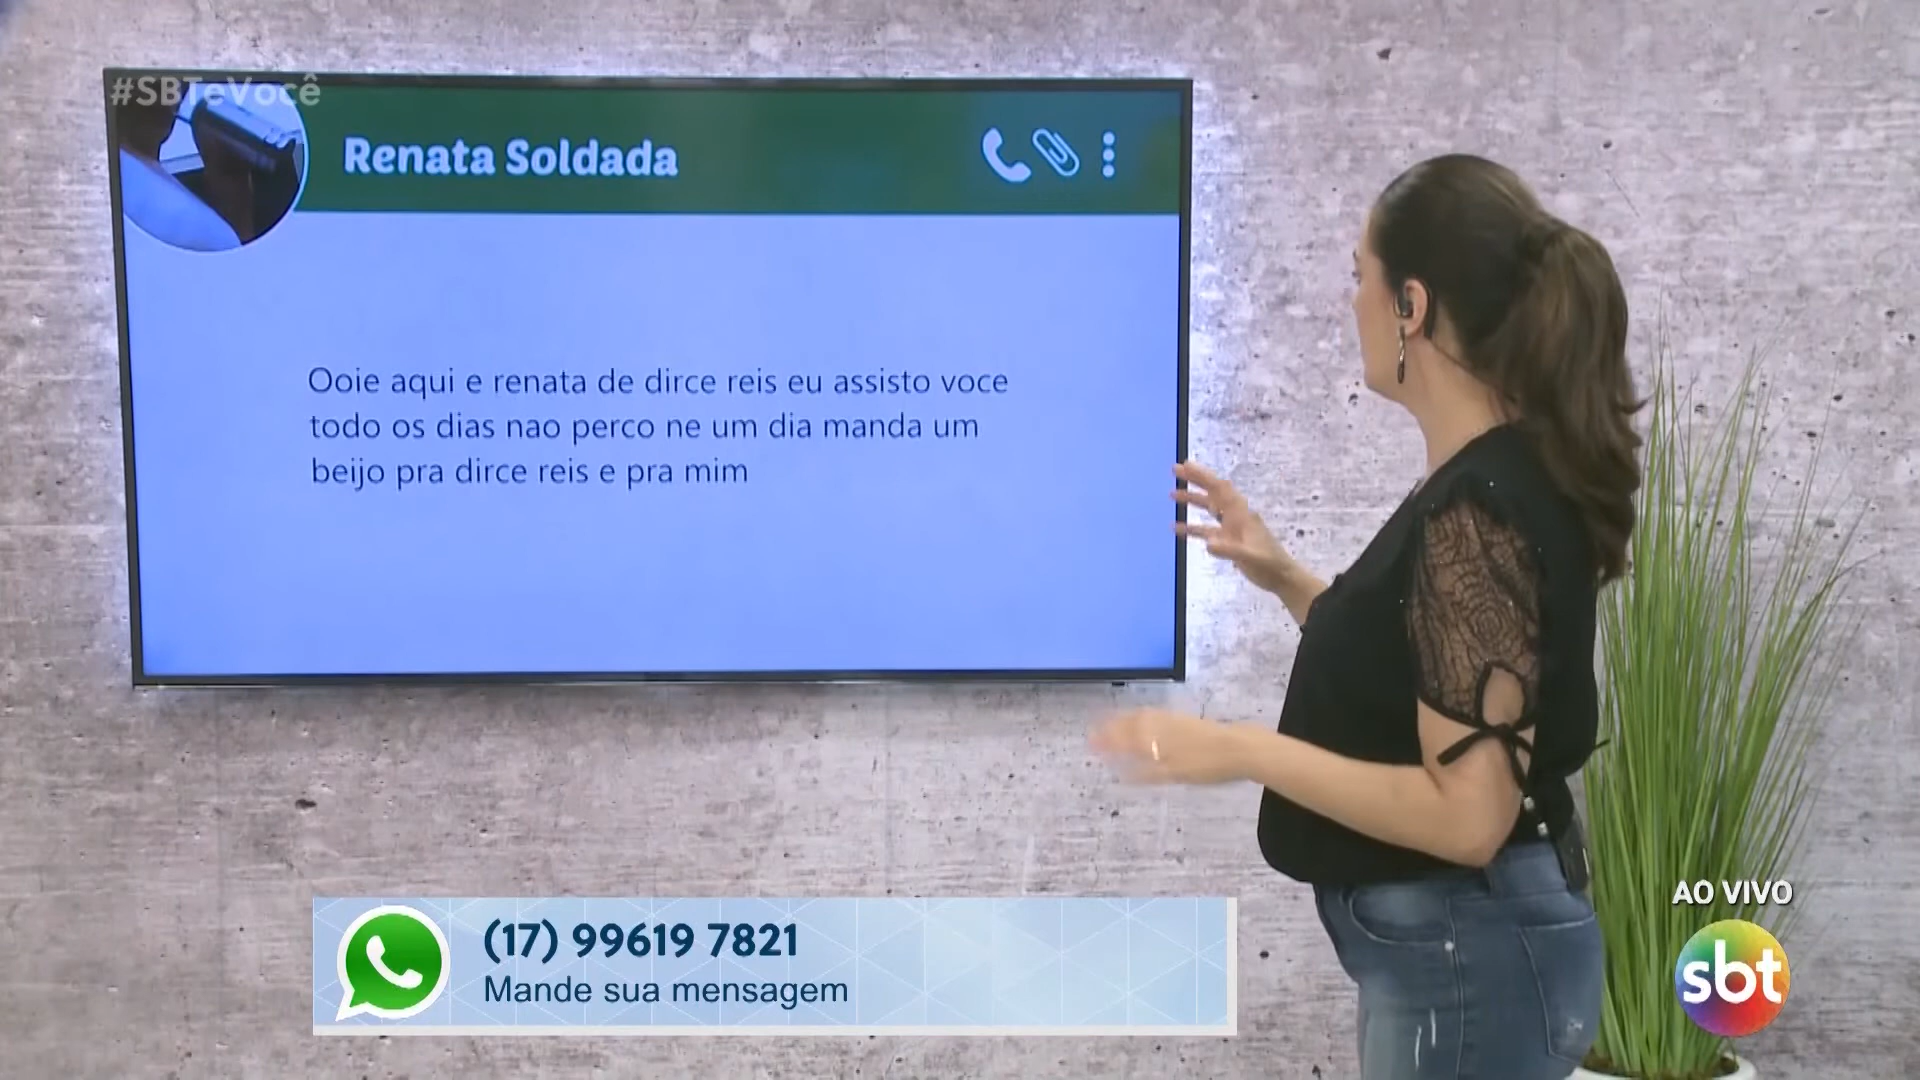 #SBTeVocê
Renata Soldada
Ooie aqui e renata de dirce reis eu assisto voce
todo os dias nao perco ne um dia manda um
beijo pra dirce reis e pra mim
(17) 99619 7821
Mande sua mensagem
AO VIVO
sbt